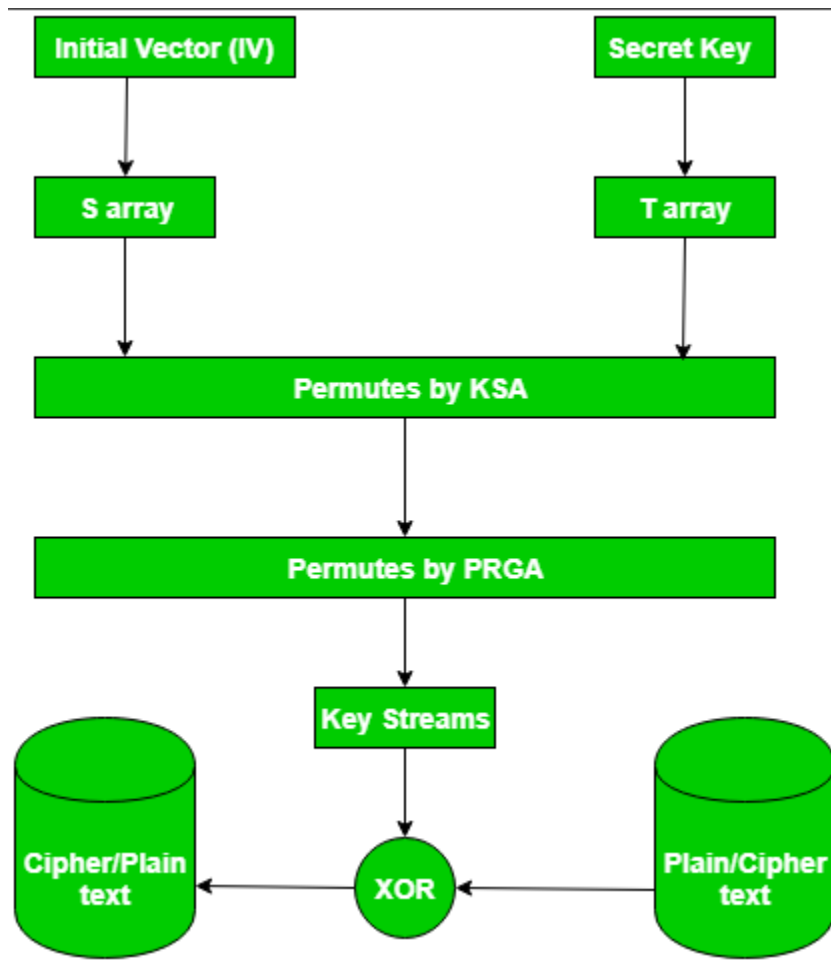 Initial Vector (IV)
Secret Key
S array
T array
Permutes by KSA
Permutes by PRGA
Key Streams
Cipher/Plain
text
XOR
Plain/Cipher
text